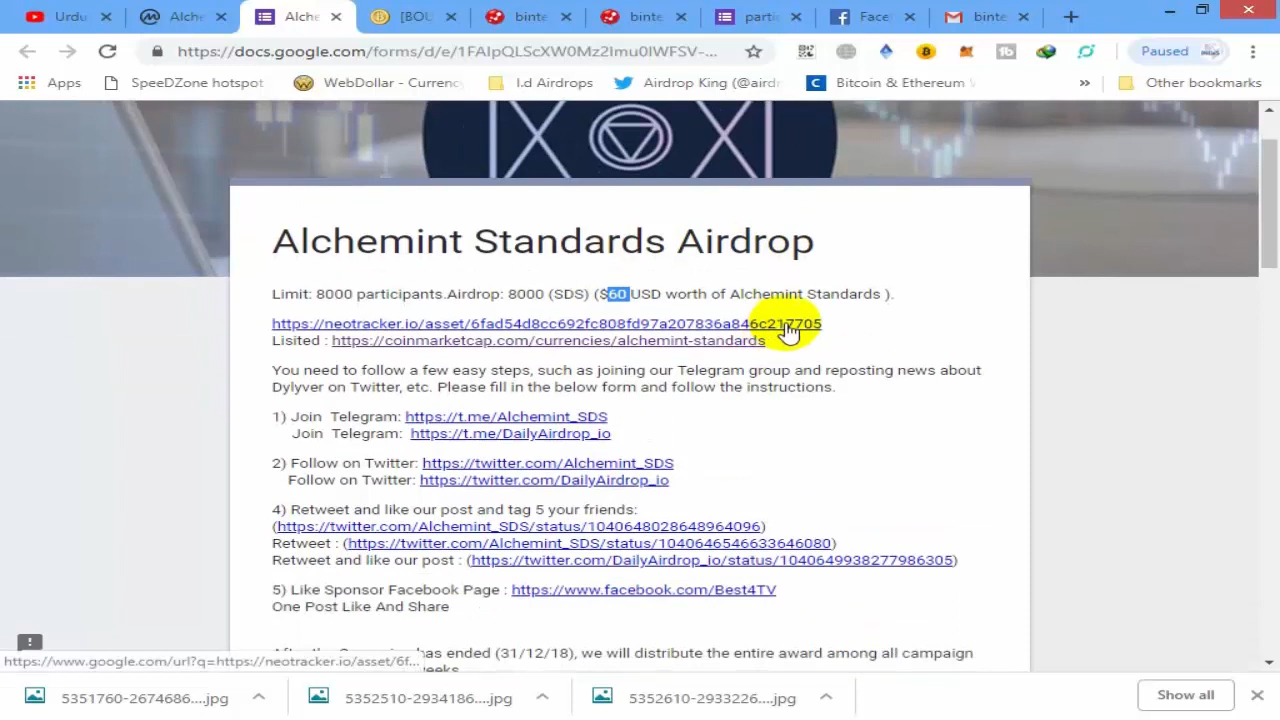 Urdu
Alche
Alche
[BOU
binte
binte
parti
Face
binte
https://docs.google.com/forms/d/e/1FAIpQLScXW0Mz2Imu0IWFSV-...
Paused
Apps
SpeeDZone hotspot
WebDollar - Currency
I.d Airdrops
Airdrop King (@airdr
Bitcoin & Ethereum
»
Other bookmarks
Alchemint Standards Airdrop
Limit: 8000 participants.Airdrop: 8000 (SDS) ($60 USD worth of Alchemint Standards ).
https://neotracker.io/asset/6fad54d8cc692fc808fd97a207836a846c217705
Lisited : https://coinmarketcap.com/currencies/alchemint-standards
You need to follow a few easy steps, such as joining our Telegram group and reposting news about
Dylyver on Twitter, etc. Please fill in the below form and follow the instructions.
1) Join Telegram: https://t.me/Alchemint_SDS
Join Telegram: https://t.me/DailyAirdrop_io
2) Follow on Twitter: https://twitter.com/Alchemint_SDS
Follow on Twitter: https://twitter.com/DailyAirdrop_io
4) Retweet and like our post and tag 5 your friends:
(https://twitter.com/Alchemint_SDS/status/1040648028648964096)
Retweet : (https://twitter.com/Alchemint_SDS/status/1040646546633646080)
Retweet and like our post : (https://twitter.com/DailyAirdrop_io/status/1040649938277986305)
5) Like Sponsor Facebook Page : https://www.facebook.com/Best4TV
One Post Like And Share
has ended (31/12/18), we will distribute the entire award among all campaign
https://www.google.com/url?q=https://neotracker.io/asset/6f...
5351760-2674686....jpg
5352510-2934186....jpg
5352610-2933226....jpg
Show all